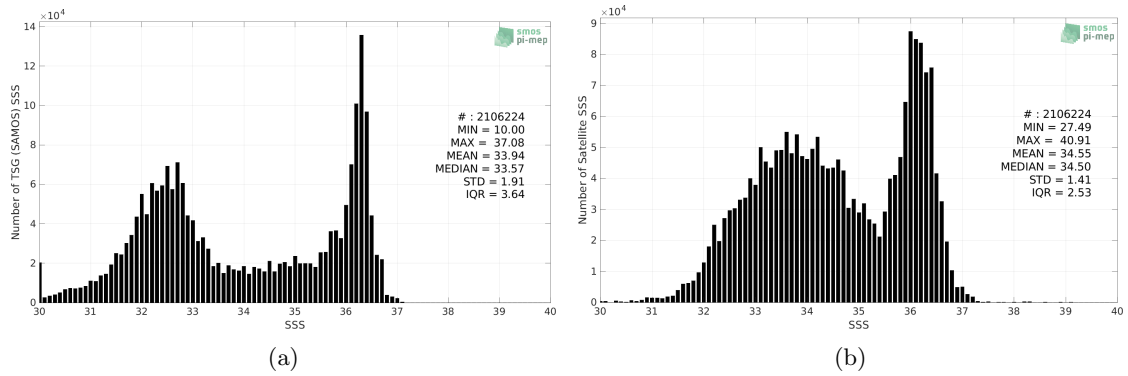 ×10⁴
14
12
10
8
6
4
2
0
Number of TSG (SAMOS) SSS
smos
pi-mep
# : 2106224
MIN = 10.00
MAX = 37.08
MEAN = 33.94
MEDIAN = 33.57
STD = 1.91
IQR = 3.64
30 31 32 33 34 35 36 37 38 39 40
SSS
(a)
×10⁴
9
8
7
6
5
4
3
2
1
0
Number of Satellite SSS
smos
pi-mep
# : 2106224
MIN = 27.49
MAX = 40.91
MEAN = 34.55
MEDIAN = 34.50
STD = 1.41
IQR = 2.53
30 31 32 33 34 35 36 37 38 39 40
SSS
(b)